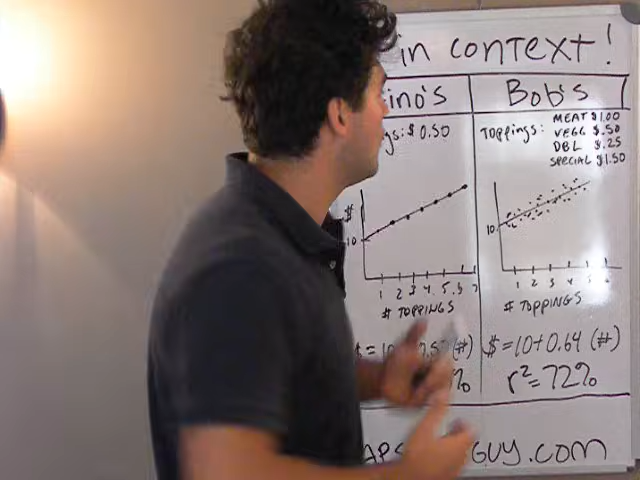 in context!
ino's
Bob's
gs: $0.50
Toppings: MEAT $1.00
VEGG $.50
DBL $.25
SPECIAL $1.50
$
10
1 2 3 4 5 6 7
# TOPPINGS
10
1 2 3 4 5 6
# TOPPINGS
(#)
$ = 10 + 0.64 (#)
%
r² = 72%
APS GUY.COM